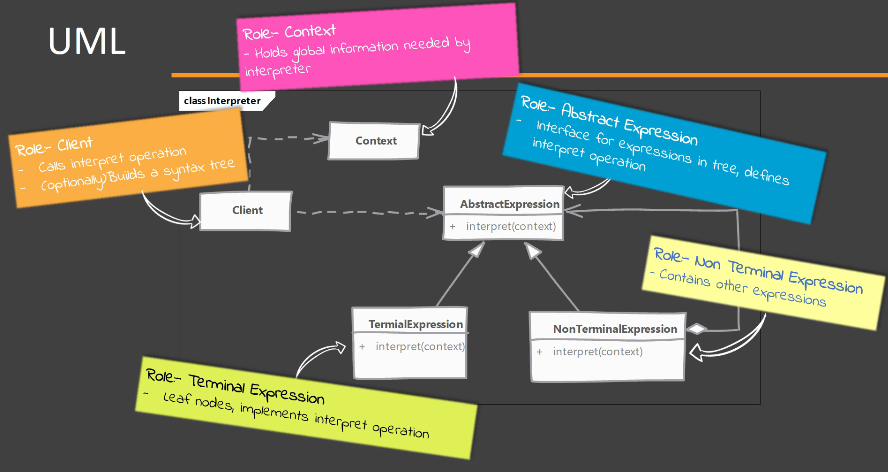 UML
Role:- Context
- Holds global information needed by
interpreter
class Interpreter
Role:- Client
- Calls interpret operation
- (optionally)Builds a syntax tree
Context
Role:- Abstract Expression
- Interface for expressions in tree, defines
interpret operation
Client
AbstractExpression
+ interpret(context)
Role:- Non Terminal Expression
- Contains other expressions
TermialExpression
+ interpret(context)
NonTerminalExpression
+ interpret(context)
Role:- Terminal Expression
- Leaf nodes, implements interpret operation